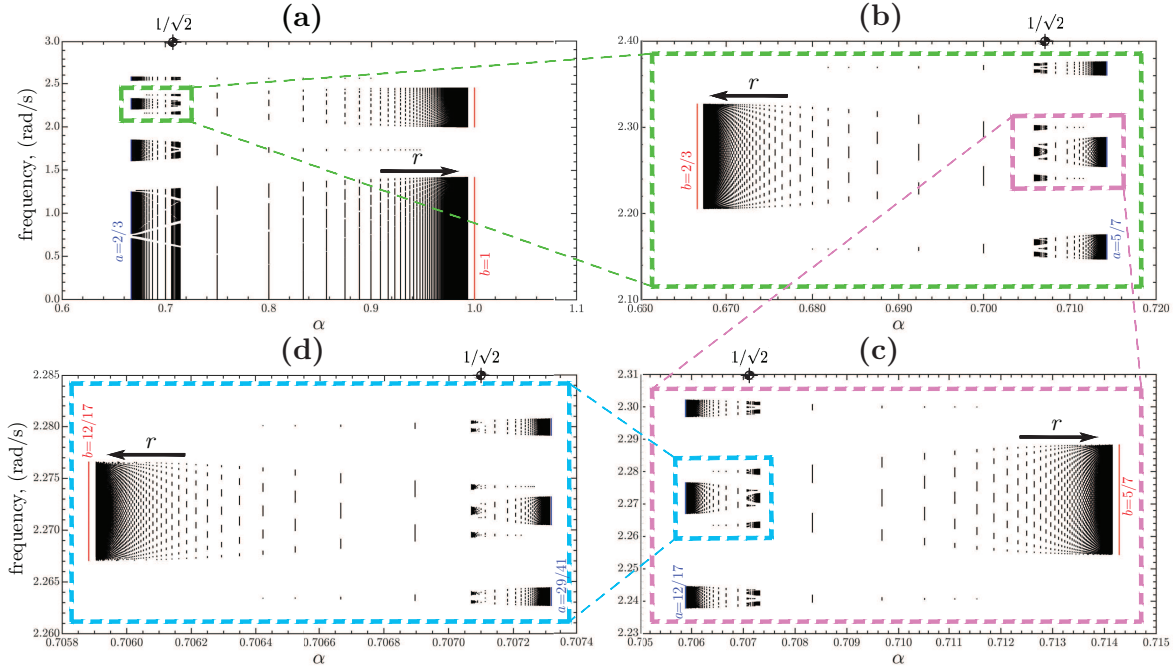 (a)
1/√2
3.0
2.5
2.0
1.5
1.0
0.5
0.0
frequency, (rad/s)
0.6
0.7
0.8
0.9
1.0
1.1
α
a=2/3
b=1
r
(b)
1/√2
2.40
2.30
2.20
2.10
0.660
0.670
0.680
0.690
0.700
0.710
0.720
α
b=2/3
a=5/7
r
(d)
1/√2
2.285
2.280
2.275
2.270
2.265
2.260
frequency, (rad/s)
0.7058
0.7060
0.7062
0.7064
0.7066
0.7068
0.7070
0.7072
0.7074
α
b=12/17
a=29/41
r
(c)
1/√2
2.31
2.30
2.29
2.28
2.27
2.26
2.25
2.24
2.23
0.705
0.706
0.707
0.708
0.709
0.710
0.711
0.712
0.713
0.714
0.715
α
a=12/17
b=5/7
r